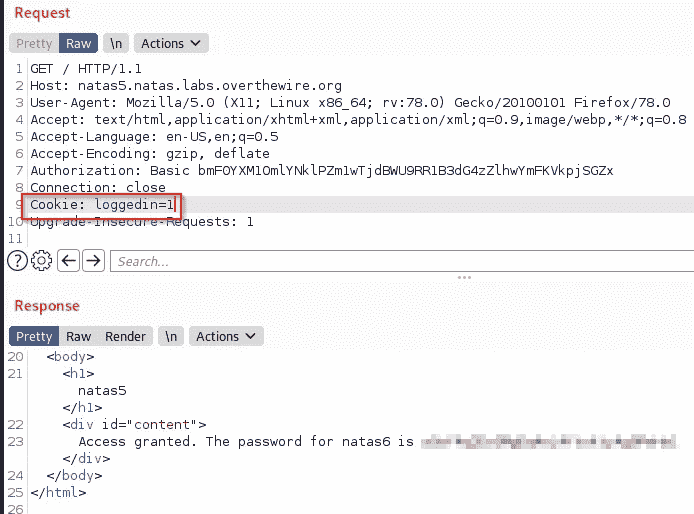 Request
Pretty Raw \n Actions
1 GET / HTTP/1.1
2 Host: natas5.natas.labs.overthewire.org
3 User-Agent: Mozilla/5.0 (X11; Linux x86_64; rv:78.0) Gecko/20100101 Firefox/78.0
4 Accept: text/html,application/xhtml+xml,application/xml;q=0.9,image/webp,*/*;q=0.8
5 Accept-Language: en-US,en;q=0.5
6 Accept-Encoding: gzip, deflate
7 Authorization: Basic bmF0YXM1OmlYNklPZm1wTjdBWU9RR1B3dG4zZlhwYmFKVkpjSGZx
8 Connection: close
9 Cookie: loggedin=1
10 Upgrade-Insecure-Requests: 1
11
Search...
Response
Pretty Raw Render \n Actions
20 <body>
21 <h1>
natas5
</h1>
22 <div id="content">
23 Access granted. The password for natas6 is
</div>
24 </body>
25 </html>
26